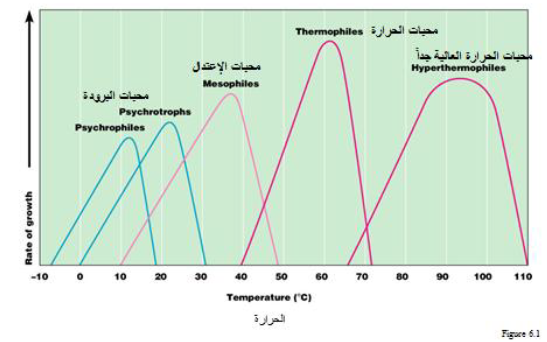 Thermophiles محبات الحرارة
محبات الحرارة العالية جداً
Hyperthermophiles
محبات الإعتدل
Mesophiles
محبات البرودة
Psychrotrophs
Psychrophiles
Rate of growth
–10 0 10 20 30 40 50 60 70 80 90 100 110
Temperature (°C)
الحرارة
Figure 6.1